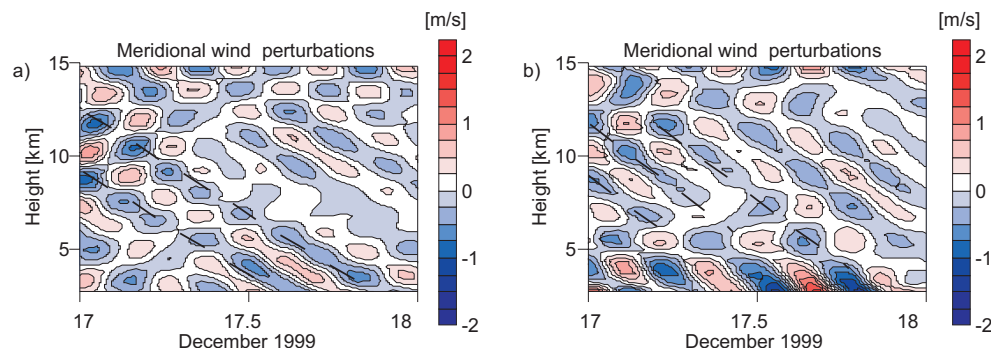 [m/s]
Meridional wind perturbations
a)
15
10
5
Height [km]
17
17.5
18
December 1999
2
1
0
-1
-2
[m/s]
Meridional wind perturbations
b)
15
10
5
Height [km]
17
17.5
18
December 1999
2
1
0
-1
-2